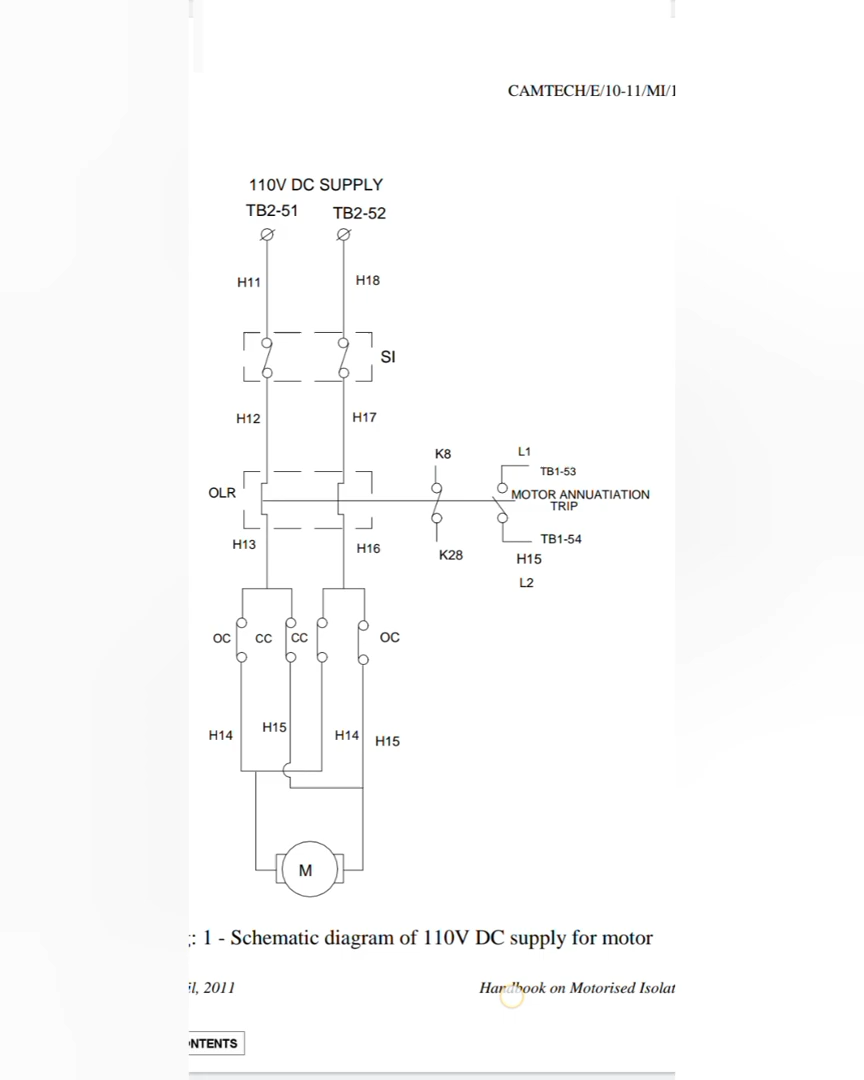 CAMTECH/E/10-11/MI/1
110V DC SUPPLY
TB2-51 TB2-52
H11 H18
SI
H12 H17
K8 L1
TB1-53
OLR MOTOR ANNUATIATION
TRIP
TB1-54
H13 H16 K28 H15
L2
OC CC CC OC
H14 H15 H14 H15
M
: 1 - Schematic diagram of 110V DC supply for motor
il, 2011 Handbook on Motorised Isolat
NTENTS